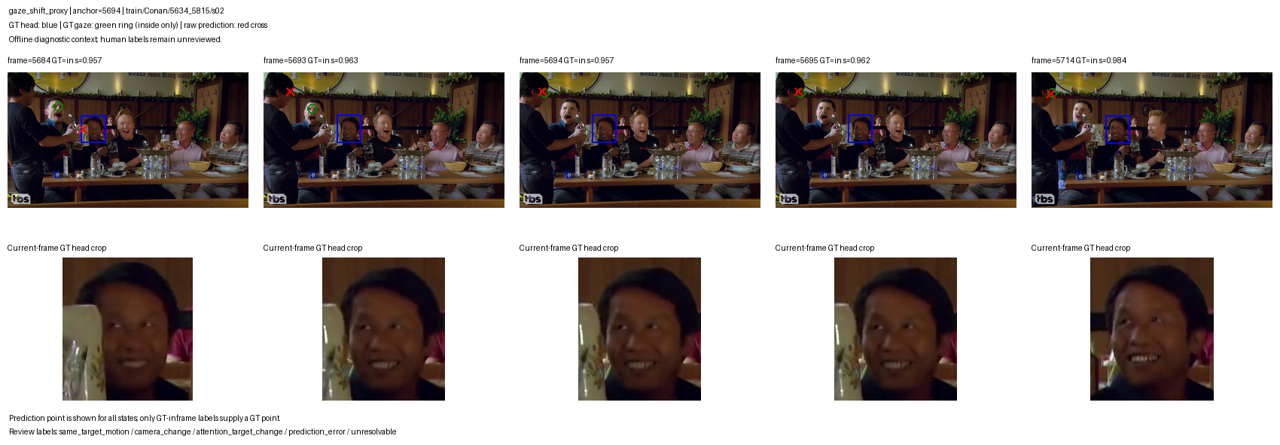 gaze_shift_proxy | anchor=5694 | train/Conan/5634_5815/s02
GT head: blue | GT gaze: green ring (inside only) | raw prediction: red cross
Offline diagnostic context; human labels remain unreviewed.
frame=5684 GT=in s=0.957
frame=5693 GT=in s=0.963
frame=5694 GT=in s=0.957
frame=5695 GT=in s=0.962
frame=5714 GT=in s=0.984
tbs
tbs
tbs
tbs
tbs
Current-frame GT head crop
Current-frame GT head crop
Current-frame GT head crop
Current-frame GT head crop
Current-frame GT head crop
Prediction point is shown for all states; only GT-inframe labels supply a GT point
Review labels: same_target_motion / camera_change / attention_target_change / prediction_error / unresolvable